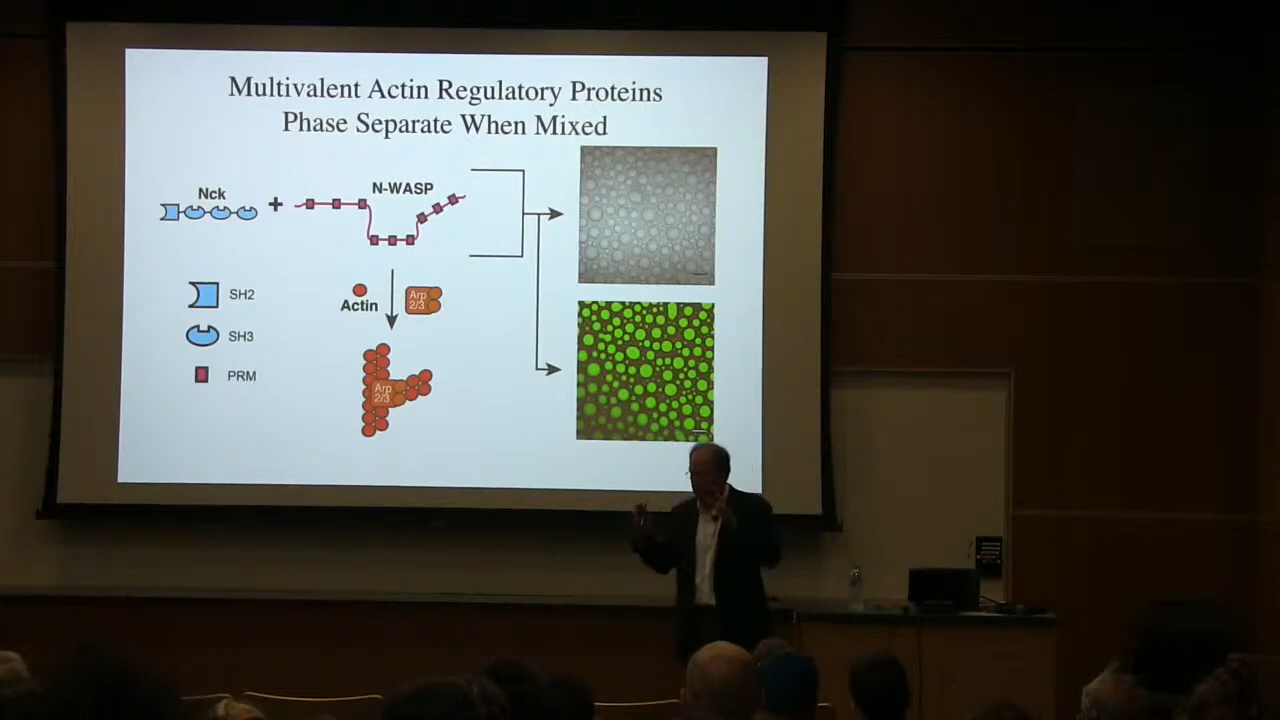 Multivalent Actin Regulatory Proteins
Phase Separate When Mixed
Nck
+
N-WASP
SH2
SH3
PRM
Actin
Arp
2/3
Arp
2/3